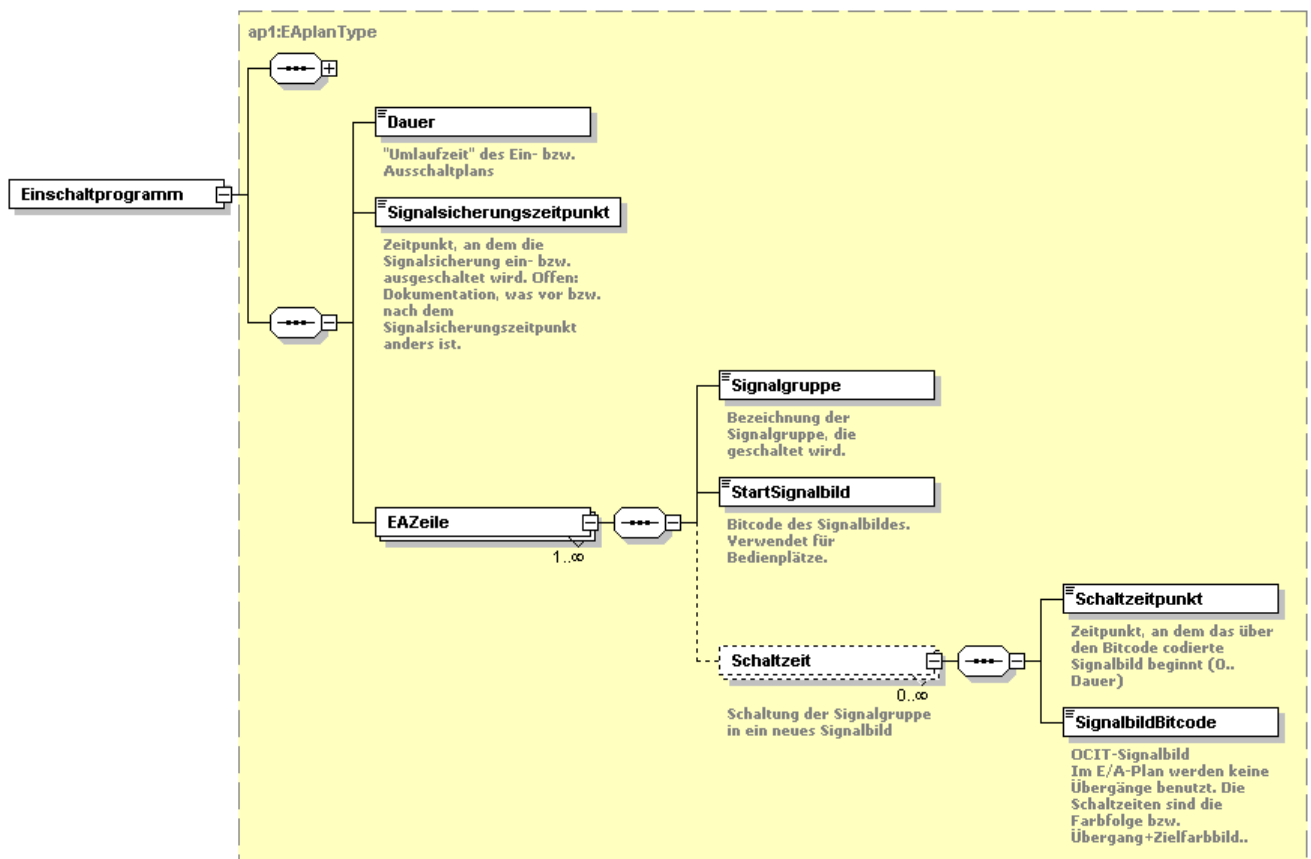 ap1:EAplanType
Dauer
"Umlaufzeit" des Ein- bzw.
Ausschaltplans
Einschaltprogramm
Signalsicherungszeitpunkt
Zeitpunkt, an dem die
Signalsicherung ein- bzw.
ausgeschaltet wird. Offen:
Dokumentation, was vor bzw.
nach dem
Signalsicherungszeitpunkt
anders ist.
Signalgruppe
Bezeichnung der
Signalgruppe, die
geschaltet wird.
StartSignalbild
Bitcode des Signalbildes.
Verwendet für
Bedienplätze.
EAZeile
1..∞
Schaltzeit
0..∞
Schaltung der Signalgruppe
in ein neues Signalbild
Schaltzeitpunkt
Zeitpunkt, an dem das über
den Bitcode codierte
Signalbild beginnt (0..
Dauer)
SignalbildBitcode
OCIT-Signalbild
Im E/A-Plan werden keine
Übergänge benutzt. Die
Schaltzeiten sind die
Farbfolge bzw.
Übergang+Zielfarbbild..